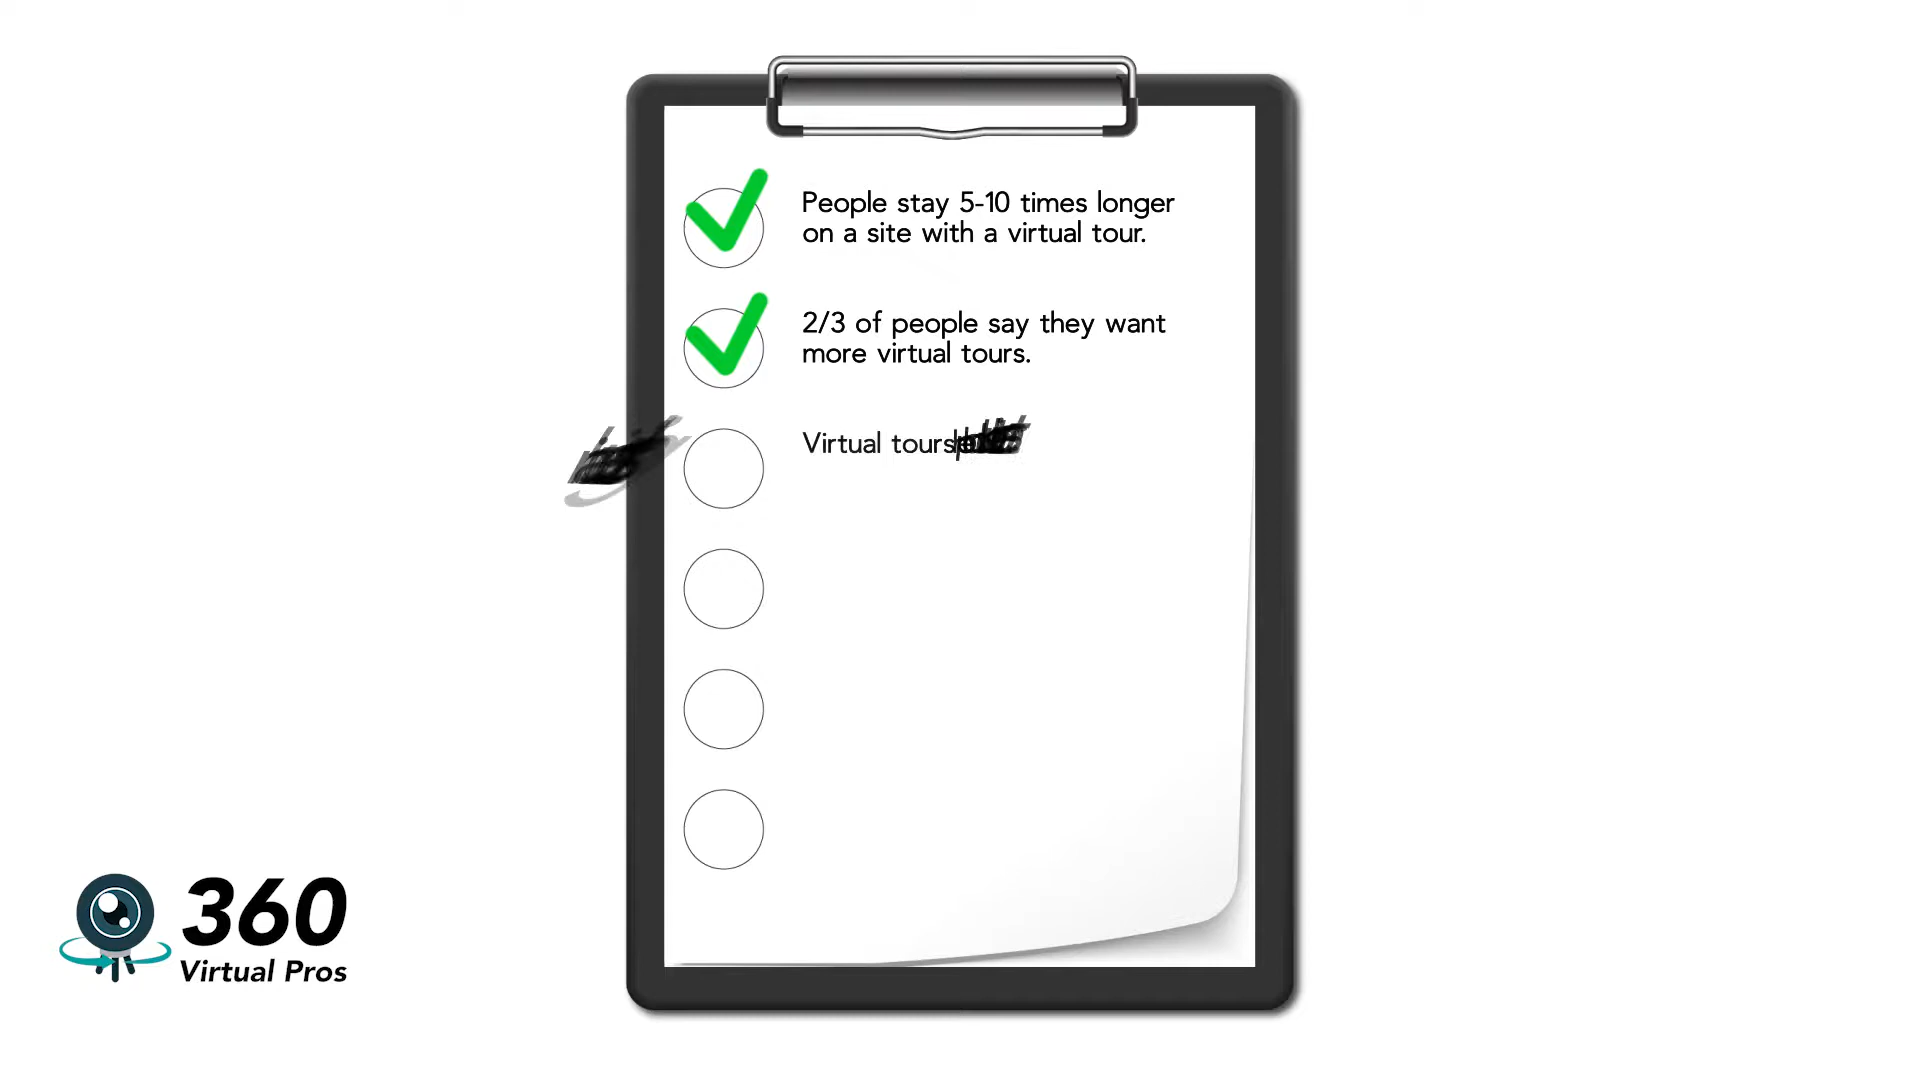 People stay 5-10 times longer
on a site with a virtual tour.
2/3 of people say they want
more virtual tours.
Virtual tours
360
Virtual Pros